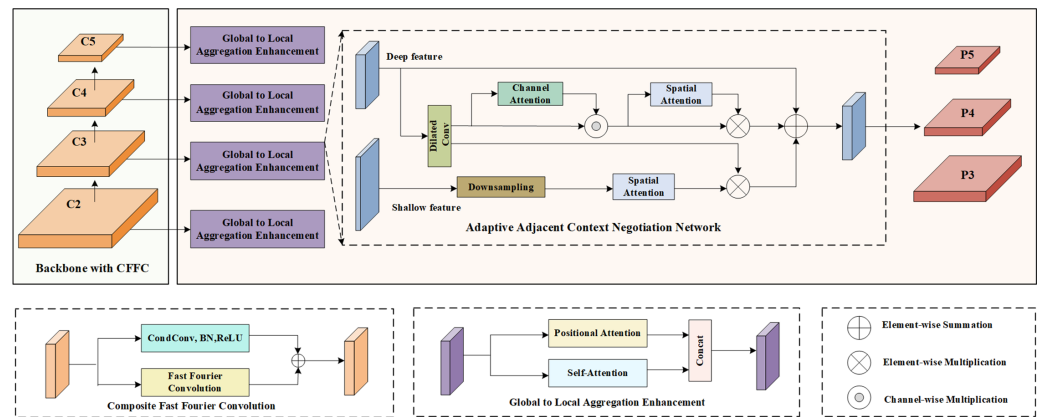 C5
C4
C3
C2
Backbone with CFFC
Global to Local
Aggregation Enhancement
Global to Local
Aggregation Enhancement
Global to Local
Aggregation Enhancement
Global to Local
Aggregation Enhancement
Deep feature
Channel
Attention
Spatial
Attention
Dilated
Conv
Shallow feature
Downsampling
Spatial
Attention
Adaptive Adjacent Context Negotiation Network
P5
P4
P3
CondConv, BN,ReLU
Fast Fourier
Convolution
Composite Fast Fourier Convolution
Positional Attention
Self-Attention
Concat
Global to Local Aggregation Enhancement
Element-wise Summation
Element-wise Multiplication
Channel-wise Multiplication